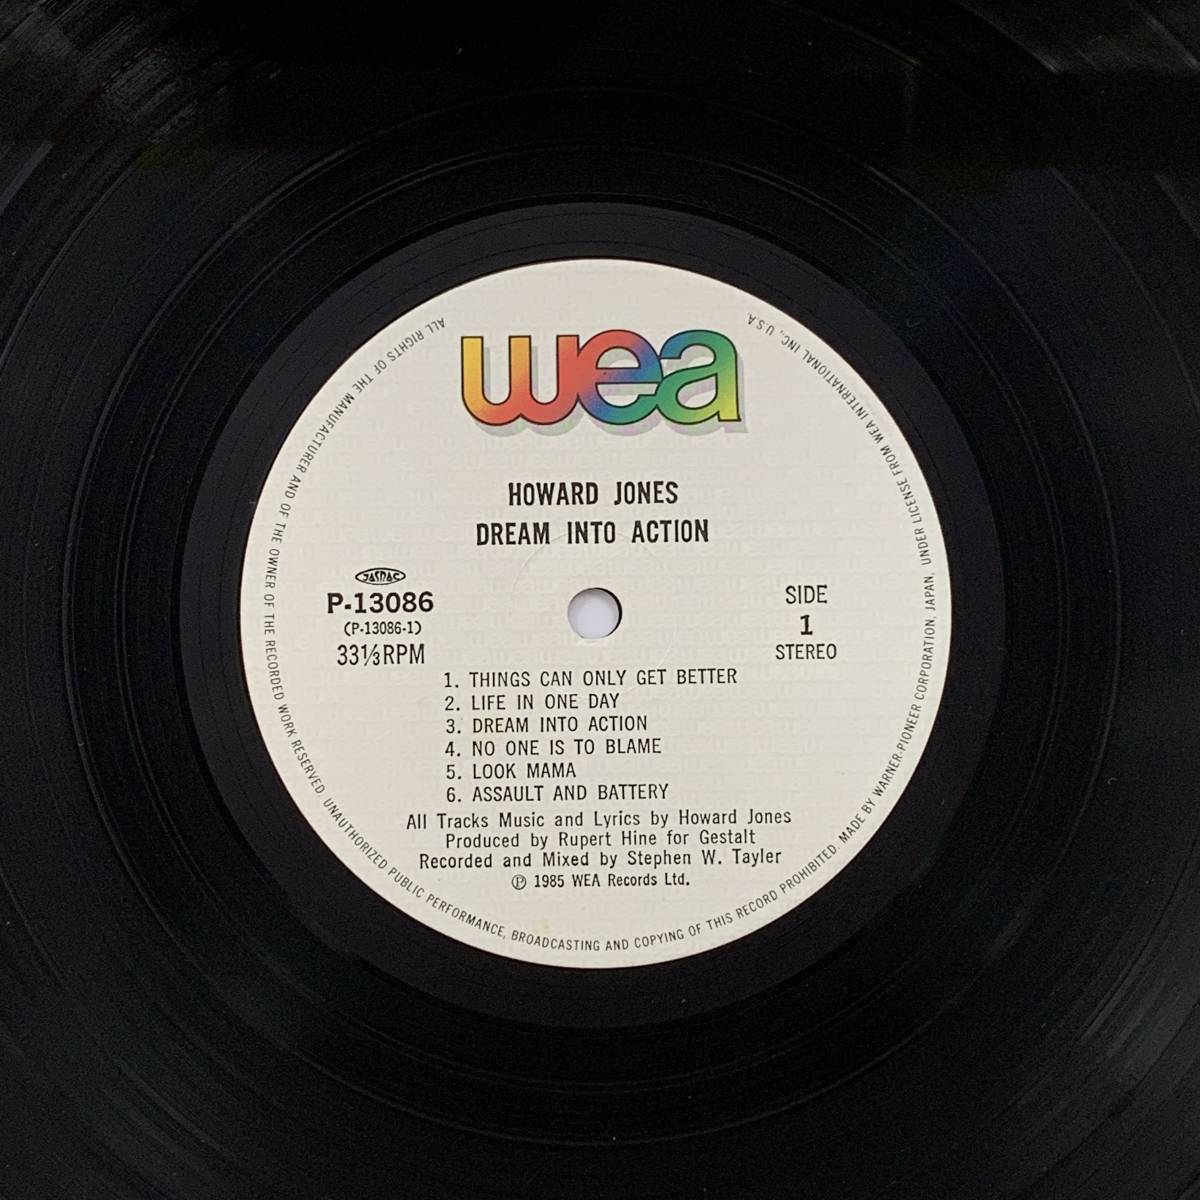 wea
HOWARD JONES
DREAM INTO ACTION
JASRAC
P-13086
(P-13086-1)
33⅓RPM
SIDE
1
STEREO
1. THINGS CAN ONLY GET BETTER
2. LIFE IN ONE DAY
3. DREAM INTO ACTION
4. NO ONE IS TO BLAME
5. LOOK MAMA
6. ASSAULT AND BATTERY
All Tracks Music and Lyrics by Howard Jones
Produced by Rupert Hine for Gestalt
Recorded and Mixed by Stephen W. Tayler
℗ 1985 WEA Records Ltd.
ALL RIGHTS OF THE MANUFACTURER AND OF THE OWNER OF THE RECORDED WORK RESERVED. UNAUTHORIZED PUBLIC PERFORMANCE, BROADCASTING AND COPYING OF THIS RECORD PROHIBITED. MADE BY WARNER-PIONEER CORPORATION, JAPAN, UNDER LICENSE FROM WEA INTERNATIONAL INC., U.S.A.